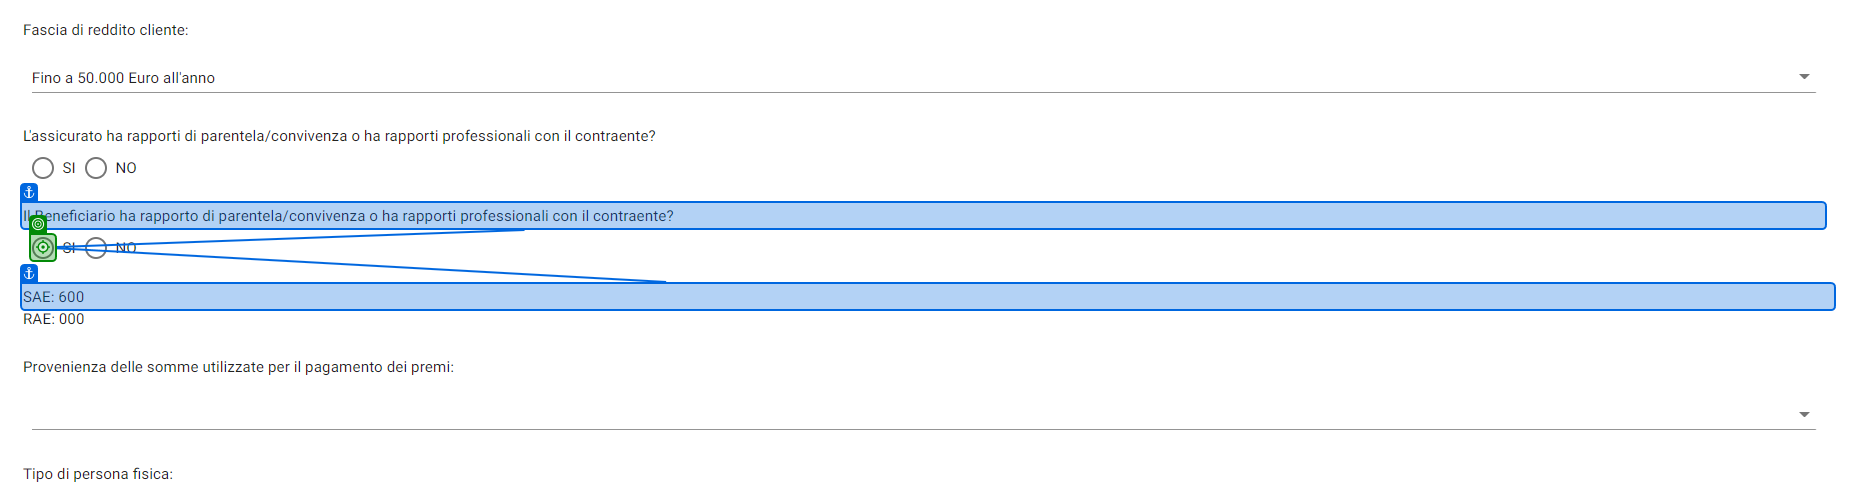 Fascia di reddito cliente:
Fino a 50.000 Euro all'anno
L'assicurato ha rapporti di parentela/convivenza o ha rapporti professionali con il contraente?
SI NO
Il Beneficiario ha rapporto di parentela/convivenza o ha rapporti professionali con il contraente?
SI NO
SAE: 600
RAE: 000
Provenienza delle somme utilizzate per il pagamento dei premi:
Tipo di persona fisica: